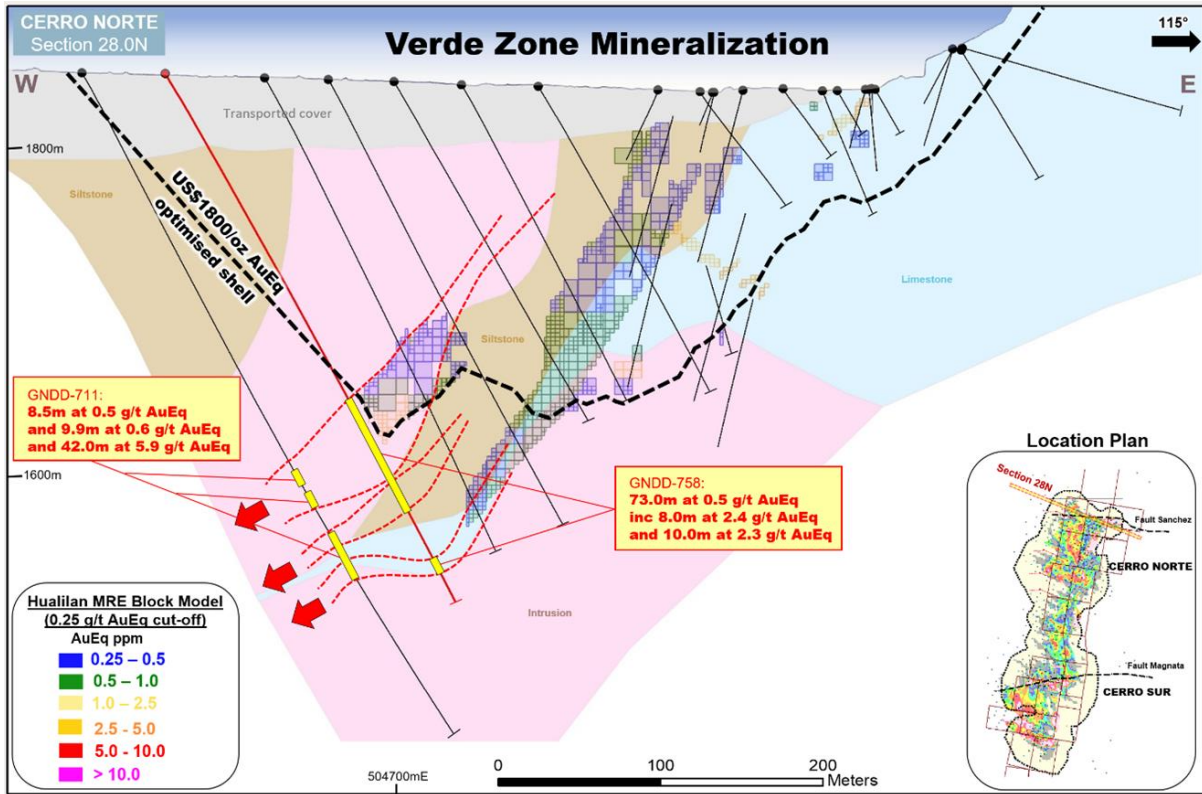 CERRO NORTE
Section 28.0N
Verde Zone Mineralization
115°
W
E
Transported cover
1800m
Siltstone
US$1800/oz AuEq
optimised shell
Limestone
Siltstone
GNDD-711:
8.5m at 0.5 g/t AuEq
and 9.9m at 0.6 g/t AuEq
and 42.0m at 5.9 g/t AuEq
1600m
GNDD-758:
73.0m at 0.5 g/t AuEq
inc 8.0m at 2.4 g/t AuEq
and 10.0m at 2.3 g/t AuEq
Intrusion
Hualilan MRE Block Model
(0.25 g/t AuEq cut-off)
AuEq ppm
0.25 – 0.5
0.5 – 1.0
1.0 – 2.5
2.5 - 5.0
5.0 - 10.0
> 10.0
504700mE
0 100 200
Meters
Location Plan
Section 28N
Fault Sanchez
CERRO NORTE
Fault Magnata
CERRO SUR